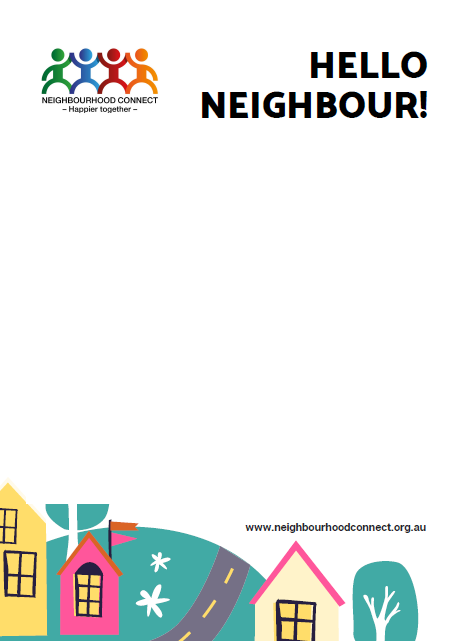 NEIGHBOURHOOD CONNECT
– Happier together –
HELLO
NEIGHBOUR!
www.neighbourhoodconnect.org.au